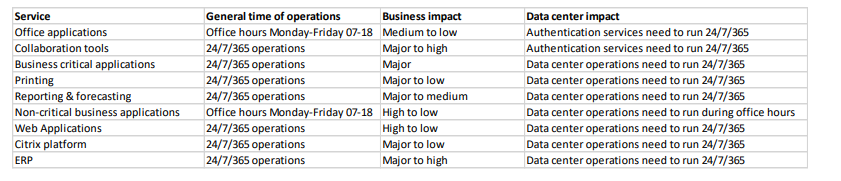 Service General time of operations Business impact Data center impact
Office applications Office hours Monday-Friday 07-18 Medium to low Authentication services need to run 24/7/365
Collaboration tools 24/7/365 operations Major to high Authentication services need to run 24/7/365
Business critical applications 24/7/365 operations Major Data center operations need to run 24/7/365
Printing 24/7/365 operations Major to low Data center operations need to run 24/7/365
Reporting & forecasting 24/7/365 operations Major to medium Data center operations need to run 24/7/365
Non-critical business applications Office hours Monday-Friday 07-18 High to low Data center operations need to run during office hours
Web Applications 24/7/365 operations High to low Data center operations need to run 24/7/365
Citrix platform 24/7/365 operations Major to low Data center operations need to run 24/7/365
ERP 24/7/365 operations Major to high Data center operations need to run 24/7/365